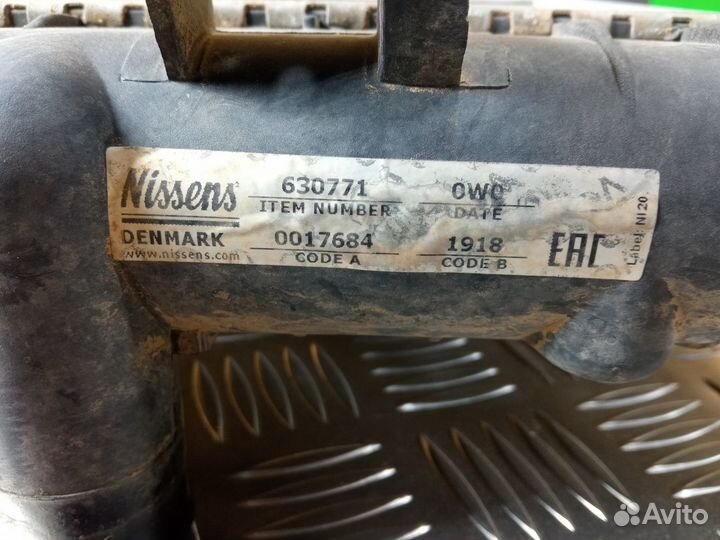 Nissens 630771 0W0
ITEM NUMBER DATE
DENMARK 0017684 1918
www.nissens.com CODE A CODE B
EAC
Label: NI 20
Avito